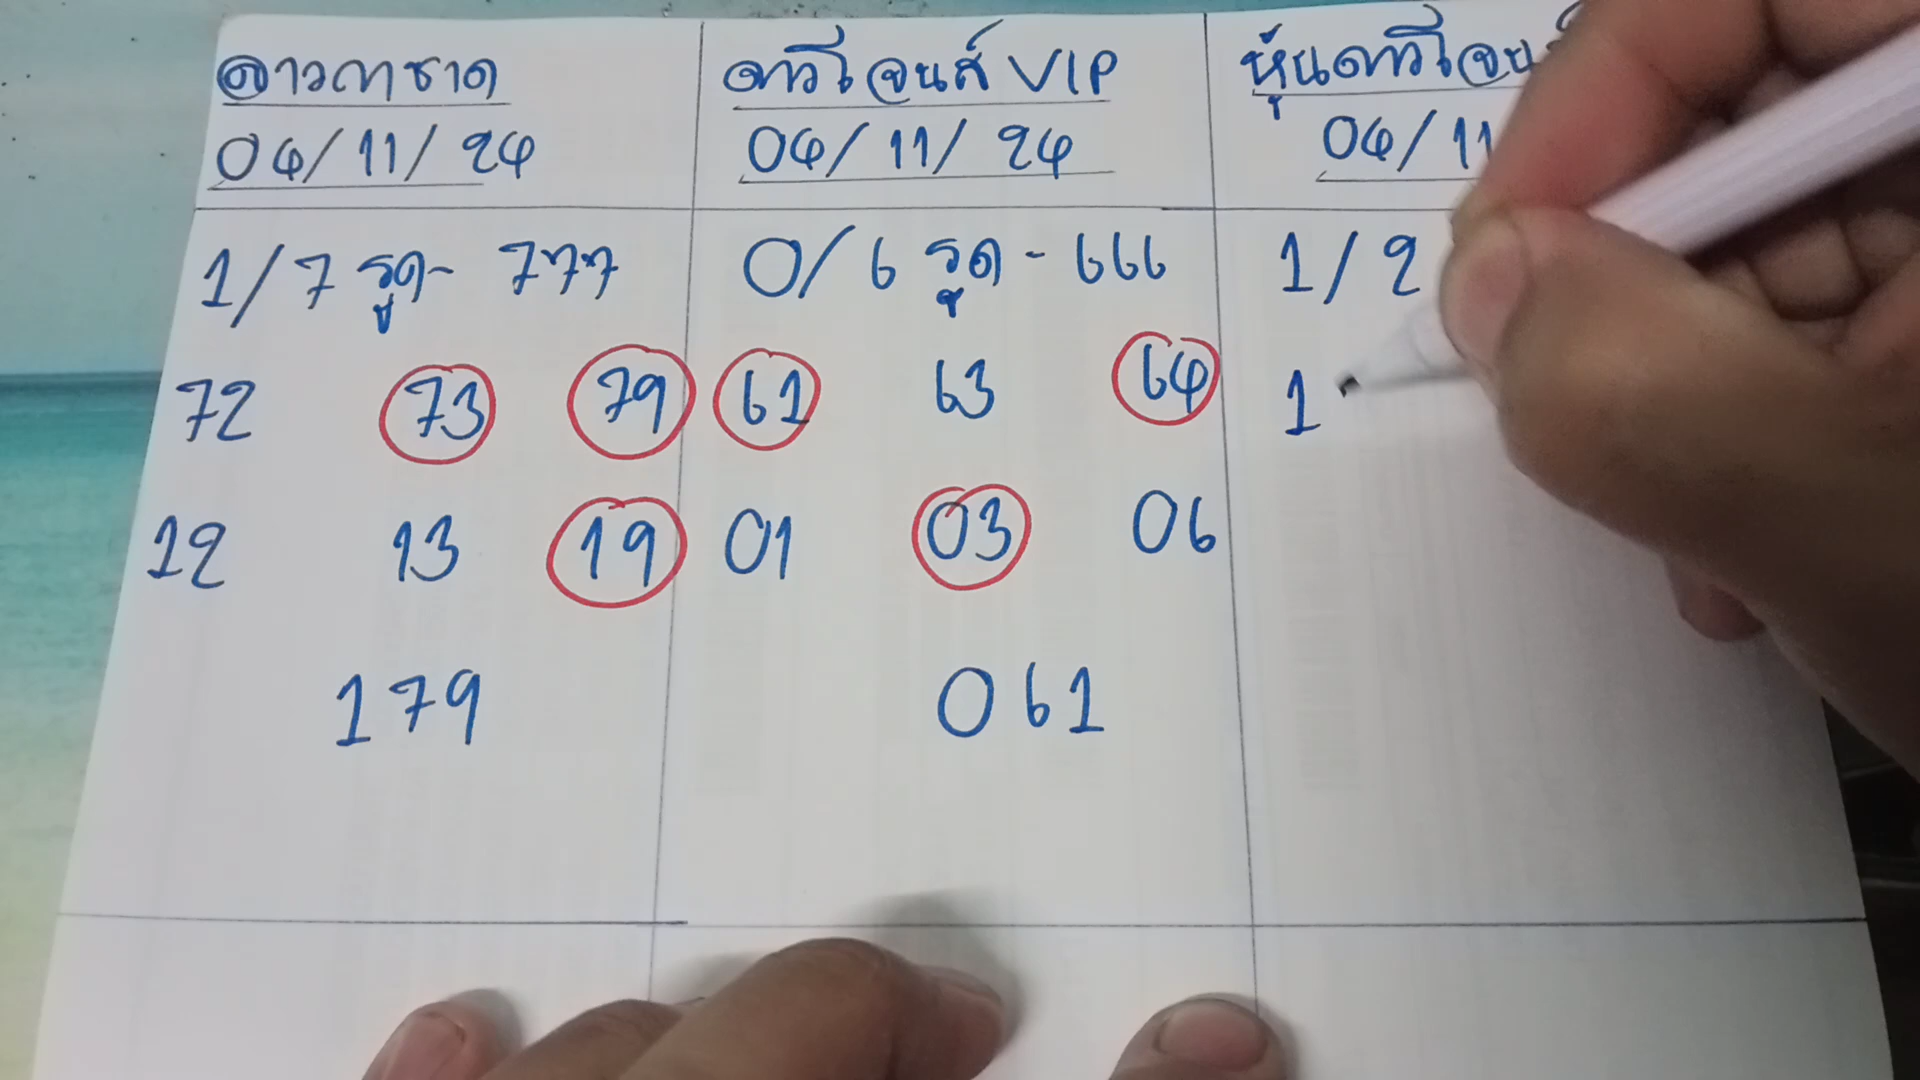 ดาวกาชาด
04/11/24
1/7 รูด- 777
72 73 79
12 13 19
179
ดาวโจนส์ VIP
04/11/24
0/6 รูด - 666
61 63 64
01 03 06
061
หุ้นดาวโจน
04/11
1/2
1